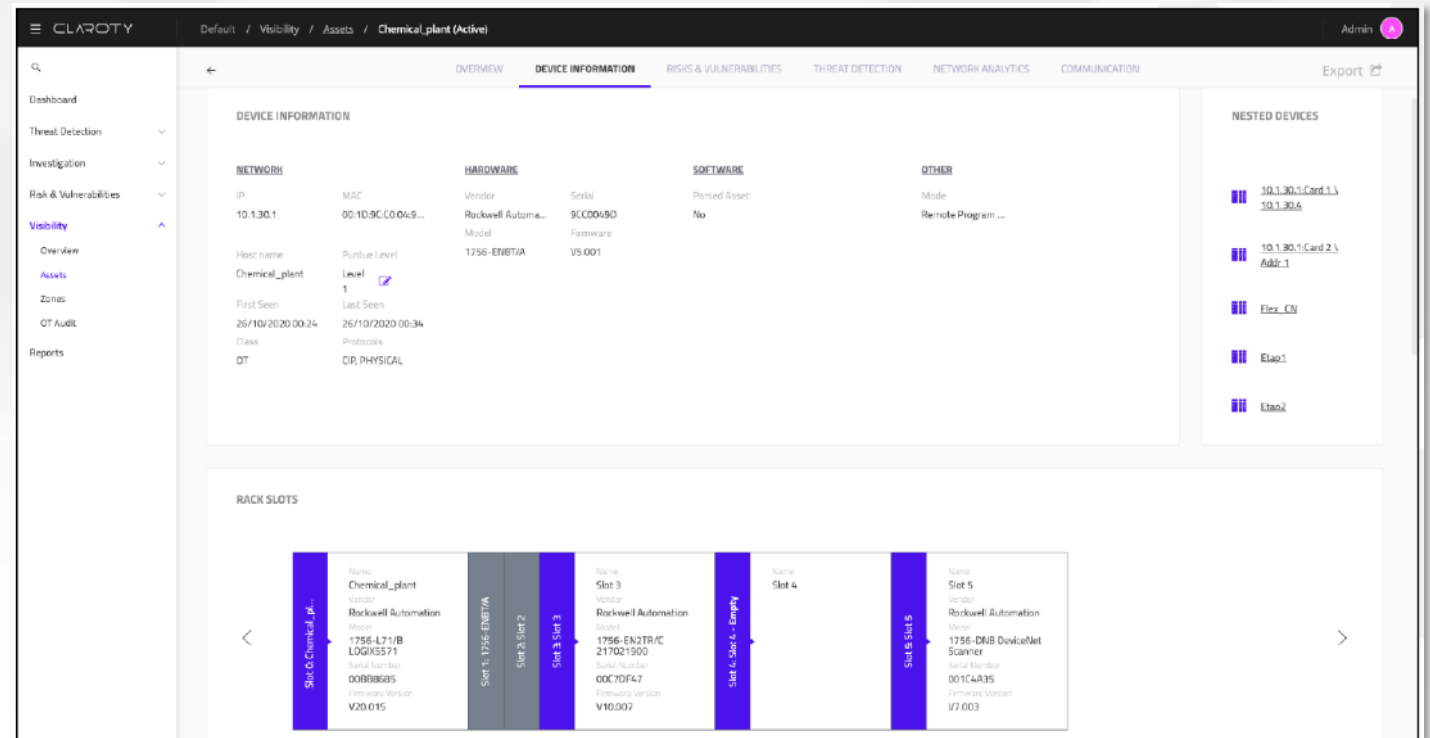 CLAROTY
Default / Visibility / Assets / Chemical_plant (Active)
Admin
A
OVERVIEW
DEVICE INFORMATION
RISKS & VULNERABILITIES
THREAT DETECTION
NETWORK ANALYTICS
COMMUNICATION
Export
Dashboard
Threat Detection
Investigation
Risk & Vulnerabilities
Visibility
Overview
Assets
Zones
OT Audit
Reports
DEVICE INFORMATION
NETWORK
IP
10.1.30.1
MAC
00:1D:9C:C0:04:9...
Host name
Chemical_plant
Purdue Level
Level
1
First Seen
26/10/2020 00:24
Last Seen
26/10/2020 00:34
Class
OT
Protocols
CIP, PHYSICAL
HARDWARE
Vendor
Rockwell Automa...
Serial
9CC0049D
Model
1756-ENBT/A
Firmware
V5.001
SOFTWARE
Parsed Asset
No
OTHER
Mode
Remote Program ...
NESTED DEVICES
10.1.30.1:Card 1 \
10.1.30.4
10.1.30.1:Card 2 \
Addr 1
Flex_CN
Etap1
Etap2
RACK SLOTS
Slot 0: Chemical_pl...
Name
Chemical_plant
Vendor
Rockwell Automation
Model
1756-L71/B
LOGIX5571
Serial Number
00BB8685
Firmware Version
V20.015
Slot 1: 1756-ENBT/A
Slot 2: Slot 2
Slot 3: Slot 3
Name
Slot 3
Vendor
Rockwell Automation
Model
1756-EN2TR/C
217021900
Serial Number
00C7DF47
Firmware Version
V10.007
Slot 4: Slot 4 - Empty
Name
Slot 4
Slot 5: Slot 5
Name
Slot 5
Vendor
Rockwell Automation
Model
1756-DNB DeviceNet
Scanner
Serial Number
001C4A35
Firmware Version
V7.003